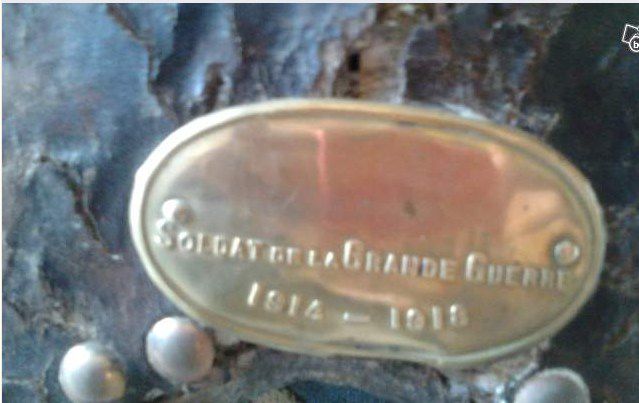 SOLDAT DE LA GRANDE GUERRE
1914 – 1918